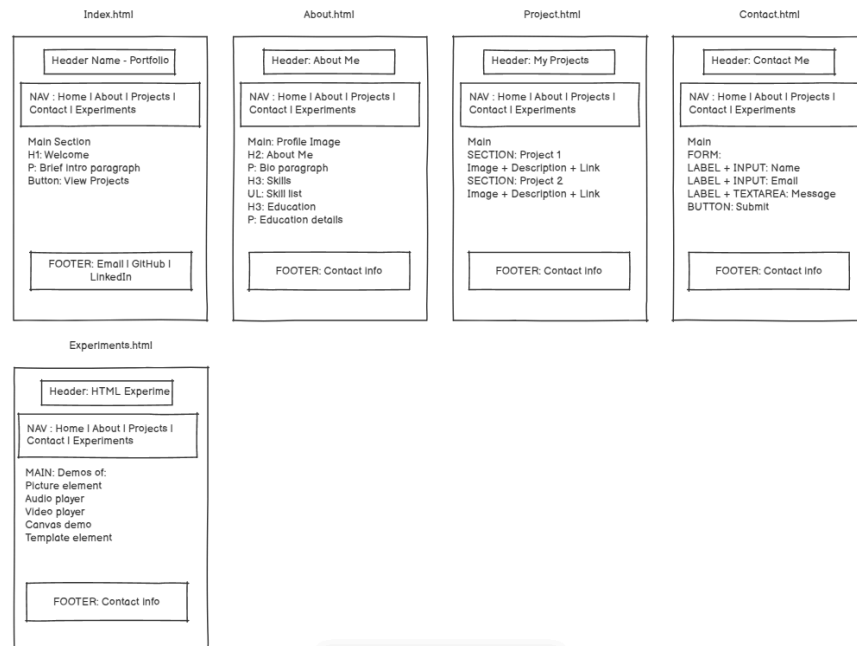 Index.html
Header Name - Portfolio
NAV : Home | About | Projects |
Contact | Experiments
Main Section
H1: Welcome
P: Brief intro paragraph
Button: View Projects
FOOTER: Email | GitHub |
LinkedIn
About.html
Header: About Me
NAV : Home | About | Projects |
Contact | Experiments
Main: Profile Image
H2: About Me
P: Bio paragraph
H3: Skills
UL: Skill list
H3: Education
P: Education details
FOOTER: Contact info
Project.html
Header: My Projects
NAV : Home | About | Projects |
Contact | Experiments
Main
SECTION: Project 1
Image + Description + Link
SECTION: Project 2
Image + Description + Link
FOOTER: Contact info
Contact.html
Header: Contact Me
NAV : Home | About | Projects |
Contact | Experiments
Main
FORM:
LABEL + INPUT: Name
LABEL + INPUT: Email
LABEL + TEXTAREA: Message
BUTTON: Submit
FOOTER: Contact info
Experiments.html
Header: HTML Experime
NAV : Home | About | Projects |
Contact | Experiments
MAIN: Demos of:
Picture element
Audio player
Video player
Canvas demo
Template element
FOOTER: Contact info